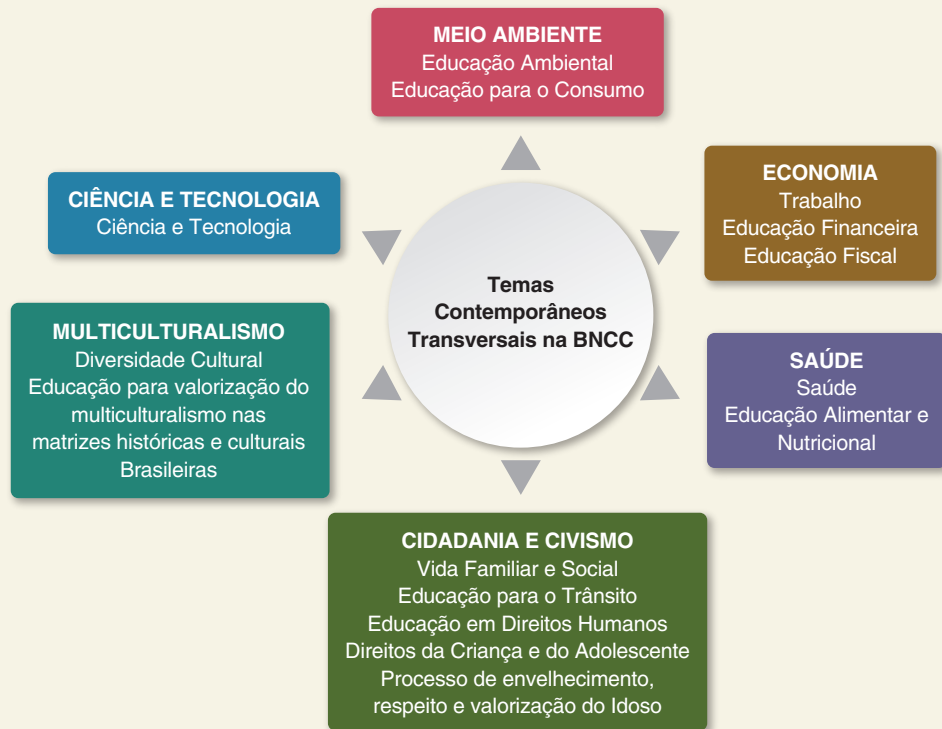 MEIO AMBIENTE
Educação Ambiental
Educação para o Consumo
CIÊNCIA E TECNOLOGIA
Ciência e Tecnologia
ECONOMIA
Trabalho
Educação Financeira
Educação Fiscal
Temas
Contemporâneos
Transversais na BNCC
MULTICULTURALISMO
Diversidade Cultural
Educação para valorização do
multiculturalismo nas
matrizes históricas e culturais
Brasileiras
SAÚDE
Saúde
Educação Alimentar e
Nutricional
CIDADANIA E CIVISMO
Vida Familiar e Social
Educação para o Trânsito
Educação em Direitos Humanos
Direitos da Criança e do Adolescente
Processo de envelhecimento,
respeito e valorização do Idoso